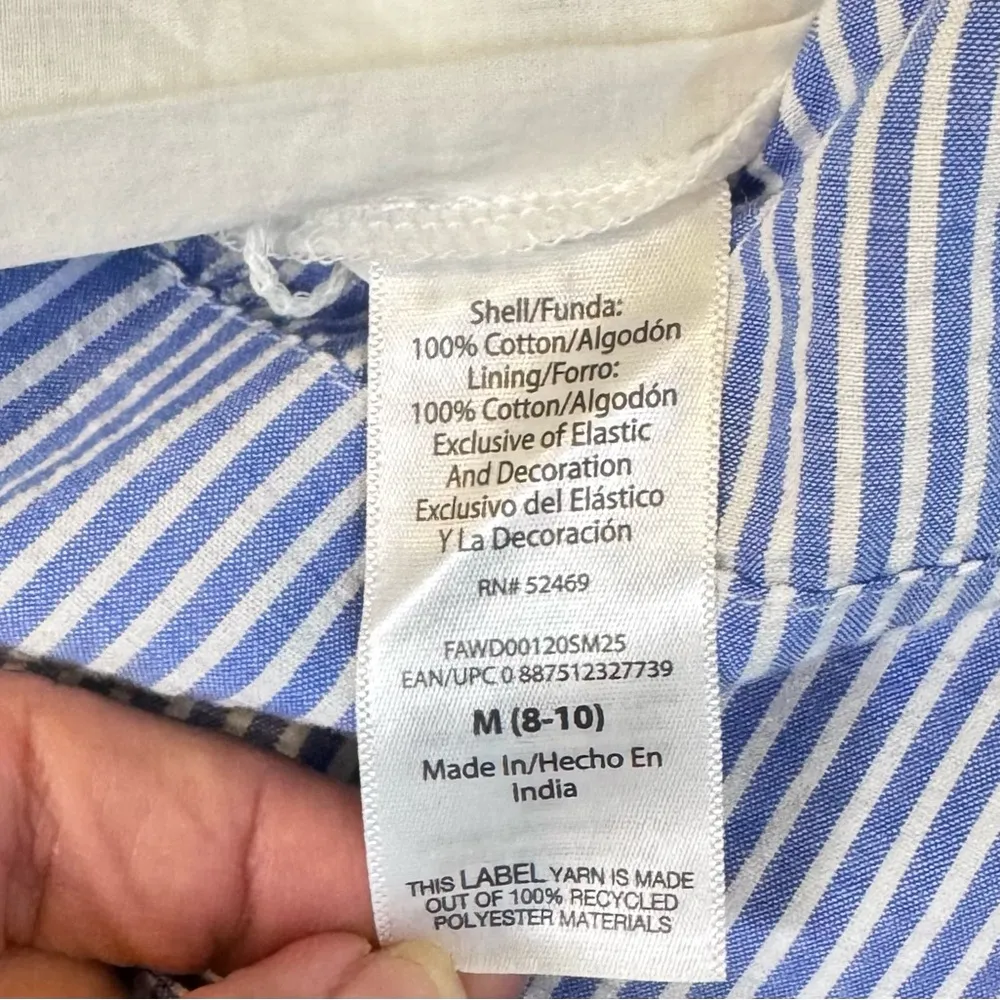 Shell/Funda:
100% Cotton/Algodón
Lining/Forro:
100% Cotton/Algodón
Exclusive of Elastic
And Decoration
Exclusivo del Elástico
Y La Decoración
RN# 52469
FAWD00120SM25
EAN/UPC 0 887512327739
M (8-10)
Made In/Hecho En
India
THIS LABEL YARN IS MADE
OUT OF 100% RECYCLED
POLYESTER MATERIALS